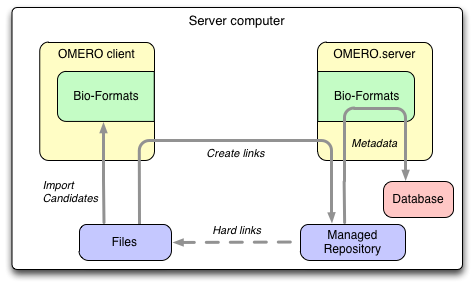 Server computer
OMERO client
OMERO.server
Bio-Formats
Bio-Formats
Create links
Metadata
Import
Candidates
Database
Files
Hard links
Managed
Repository